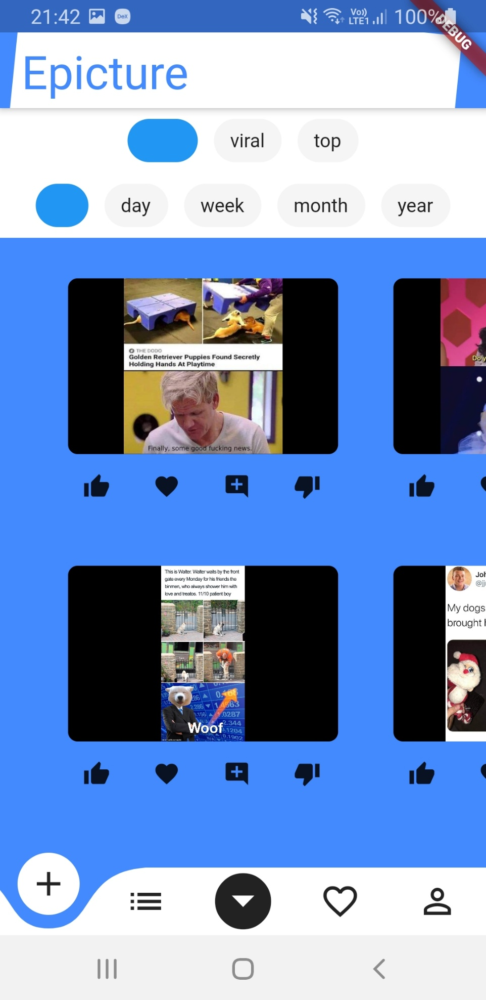 21:42
DeX
Vo))
LTE1
100%
DEBUG
Epicture
viral
top
day
week
month
year
THE DODO
Golden Retriever Puppies Found Secretly
Holding Hands At Playtime
Finally, some good fucking news.
Do y
This is Walter. Walter waits by the front
gate every Monday for his friends the
binmen, who always shower him with
love and treatos. 11/10 patient boy
Woof
Joh
@jj
My dogs
brought